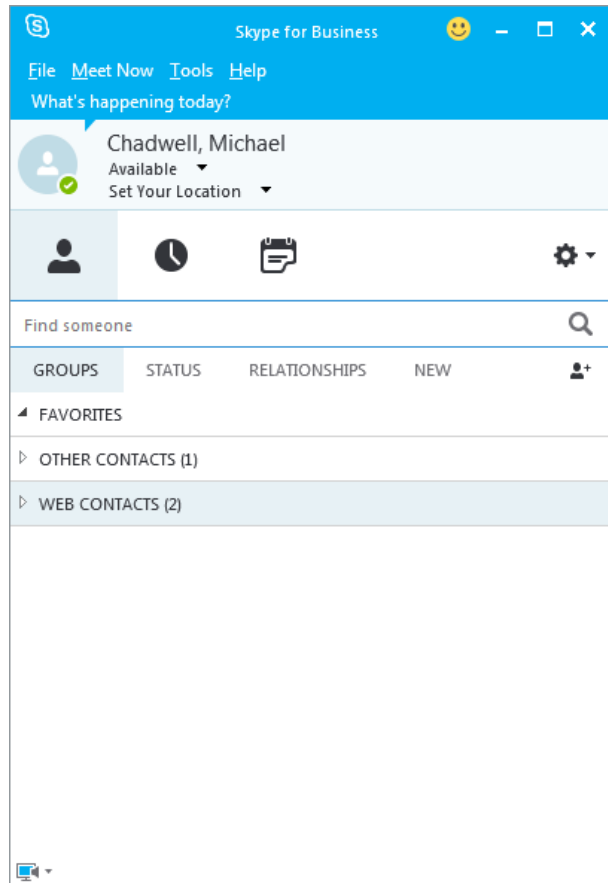 Skype for Business
File Meet Now Tools Help
What's happening today?
Chadwell, Michael
Available
Set Your Location
Find someone
GROUPS STATUS RELATIONSHIPS NEW
FAVORITES
OTHER CONTACTS (1)
WEB CONTACTS (2)